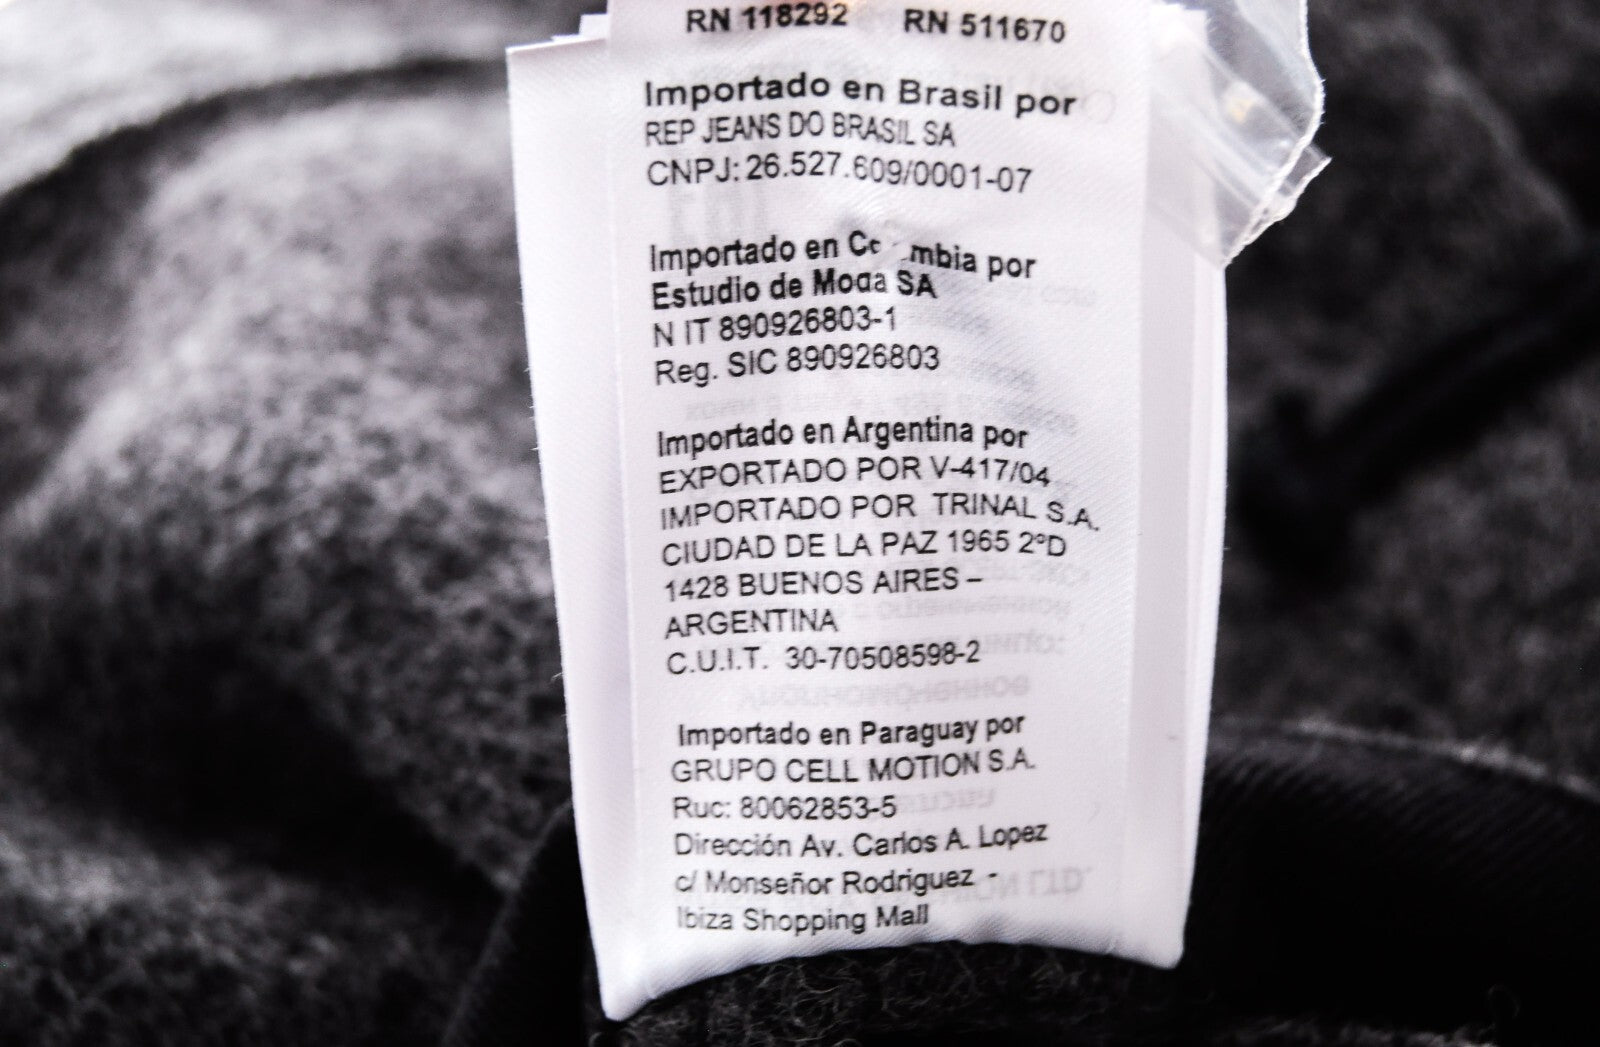 RN 118292 RN 511670
Importado en Brasil por
REP JEANS DO BRASIL SA
CNPJ: 26.527.609/0001-07
Importado en por
Estudio de Moda SA
N IT 890926803-1
Reg. SIC 890926803
Importado en Argentina por
EXPORTADO POR V-417/04
IMPORTADO POR TRINAL S.A.
CIUDAD DE LA PAZ 1965 2ºD
1428 BUENOS AIRES –
ARGENTINA
C.U.I.T. 30-70508598-2
Importado en Paraguay por
GRUPO CELL MOTION S.A.
Ruc: 80062853-5
Dirección Av. Carlos A. Lopez
c/ Monseñor Rodriguez -
Ibiza Shopping Mall